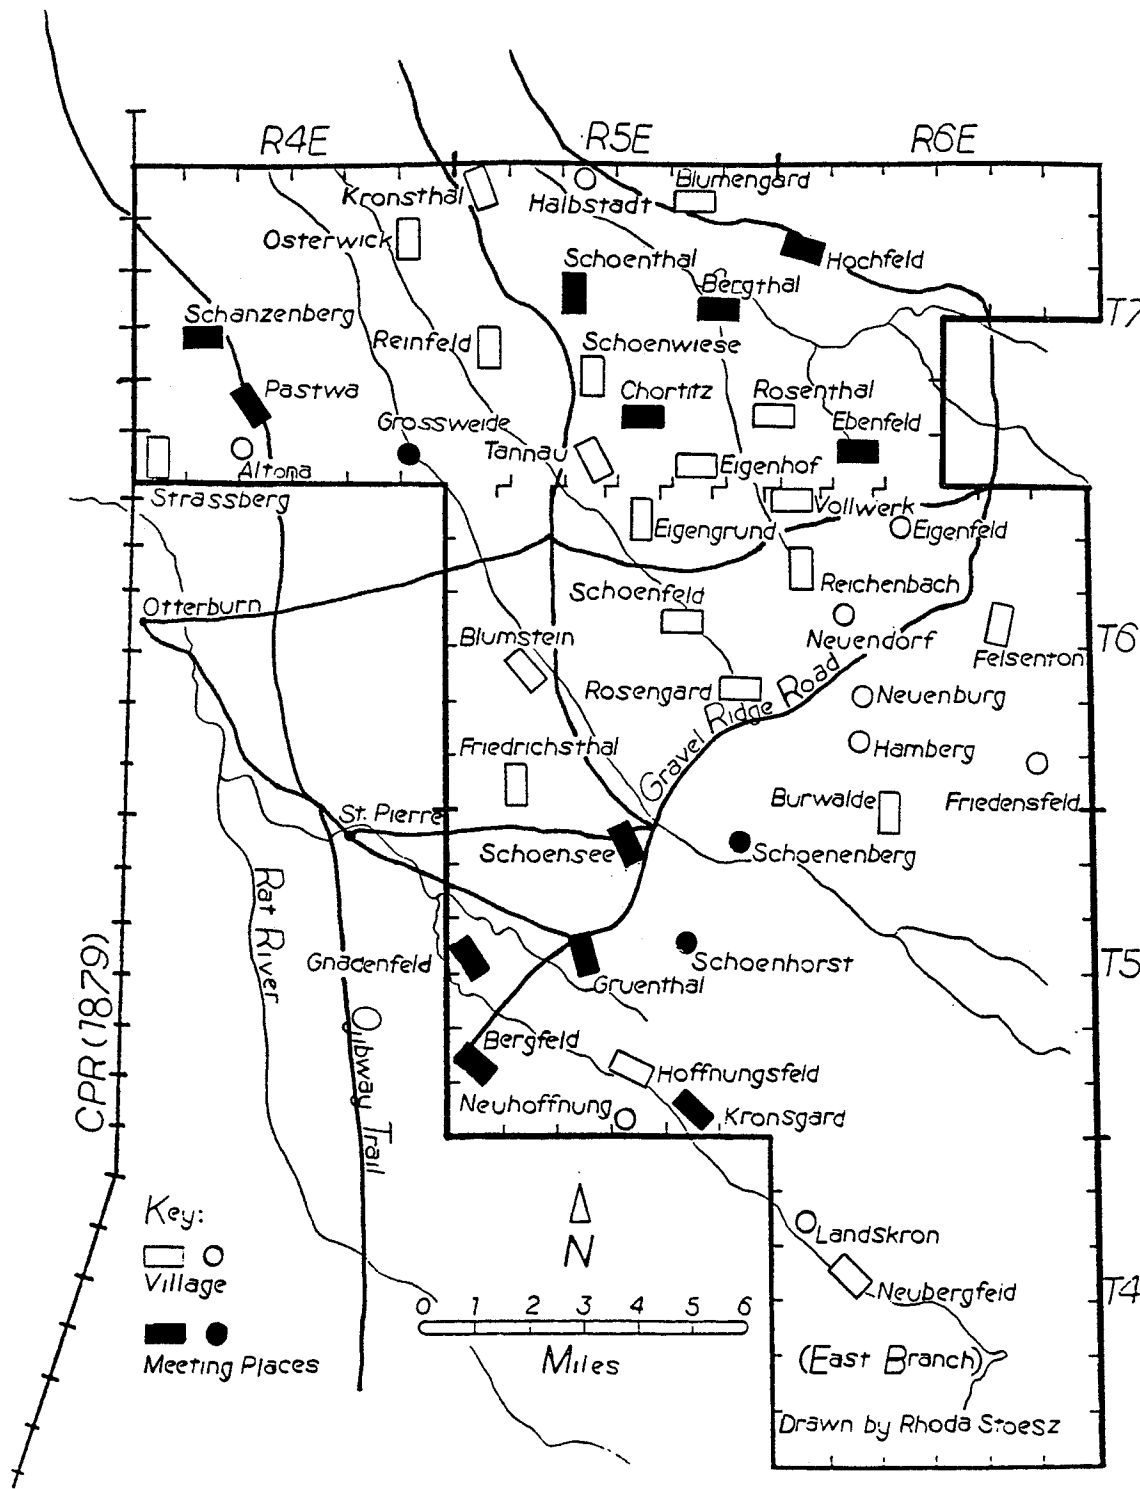 R4E
R5E
R6E
Kronsthal
Halbstadt
Blumengard
Osterwick
Schoenthal
Hochfeld
Bergthal
Schanzenberg
T7
Reinfeld
Schoenwiese
Pastwa
Chortitz
Rosenthal
Grossweide
Ebenfeld
Tannau
Altona
Eigenhof
Strassberg
Vollwerk
Eigengrund
Eigenfeld
Schoenfeld
Reichenbach
Otterburn
Blumstein
Neuendorf
T6
Felsenton
Rosengard
Gravel Ridge Road
Neuenburg
Friedrichsthal
Hamberg
Burwalde
Friedensfeld
St. Pierre
Schoensee
Schoenenberg
Rat River
CPR (1879)
Gnadenfeld
Schoenhorst
T5
Gruenthal
Ojibway Trail
Bergfeld
Hoffnungsfeld
Neuhoffnung
Kronsgard
Key:
Village
Meeting Places
N
0 1 2 3 4 5 6
Miles
Landskron
Neubergfeld
T4
(East Branch)
Drawn by Rhoda Stoesz